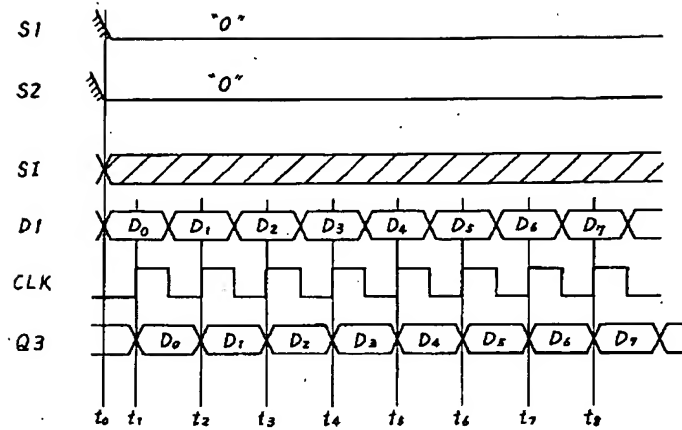 S1 "0"
S2 "0"
SI
D1 D₀ D₁ D₂ D₃ D₄ D₅ D₆ D₇
CLK
Q3 D₀ D₁ D₂ D₃ D₄ D₅ D₆ D₇
t₀ t₁ t₂ t₃ t₄ t₅ t₆ t₇ t₈